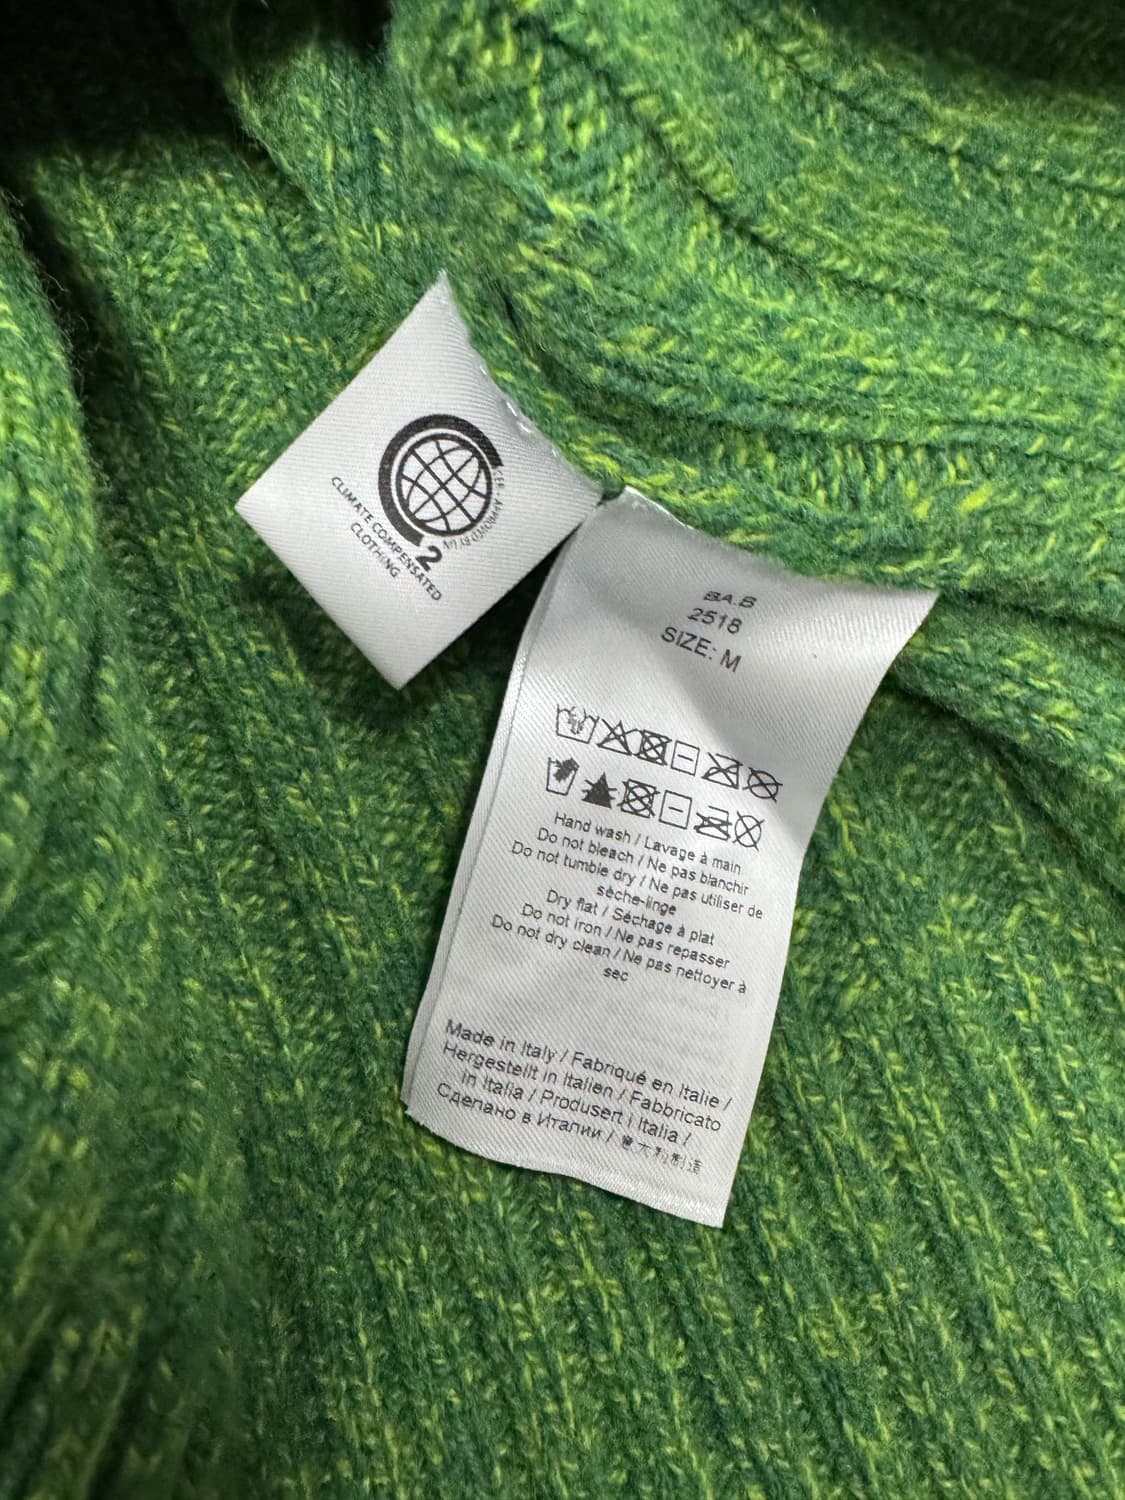 CLIMATE COMPENSATED
CLOTHING
2
BA.B
2518
SIZE: M
Hand wash / Lavage à main
Do not bleach / Ne pas blanchir
Do not tumble dry / Ne pas utiliser de
sèche-linge
Dry flat / Séchage à plat
Do not iron / Ne pas repasser
Do not dry clean / Ne pas nettoyer à
sec
Made in Italy / Fabriqué en Italie /
Hergestellt in Italien / Fabbricato
in Italia / Produsert i Italia /
Сделано в Италии / 意大利制造